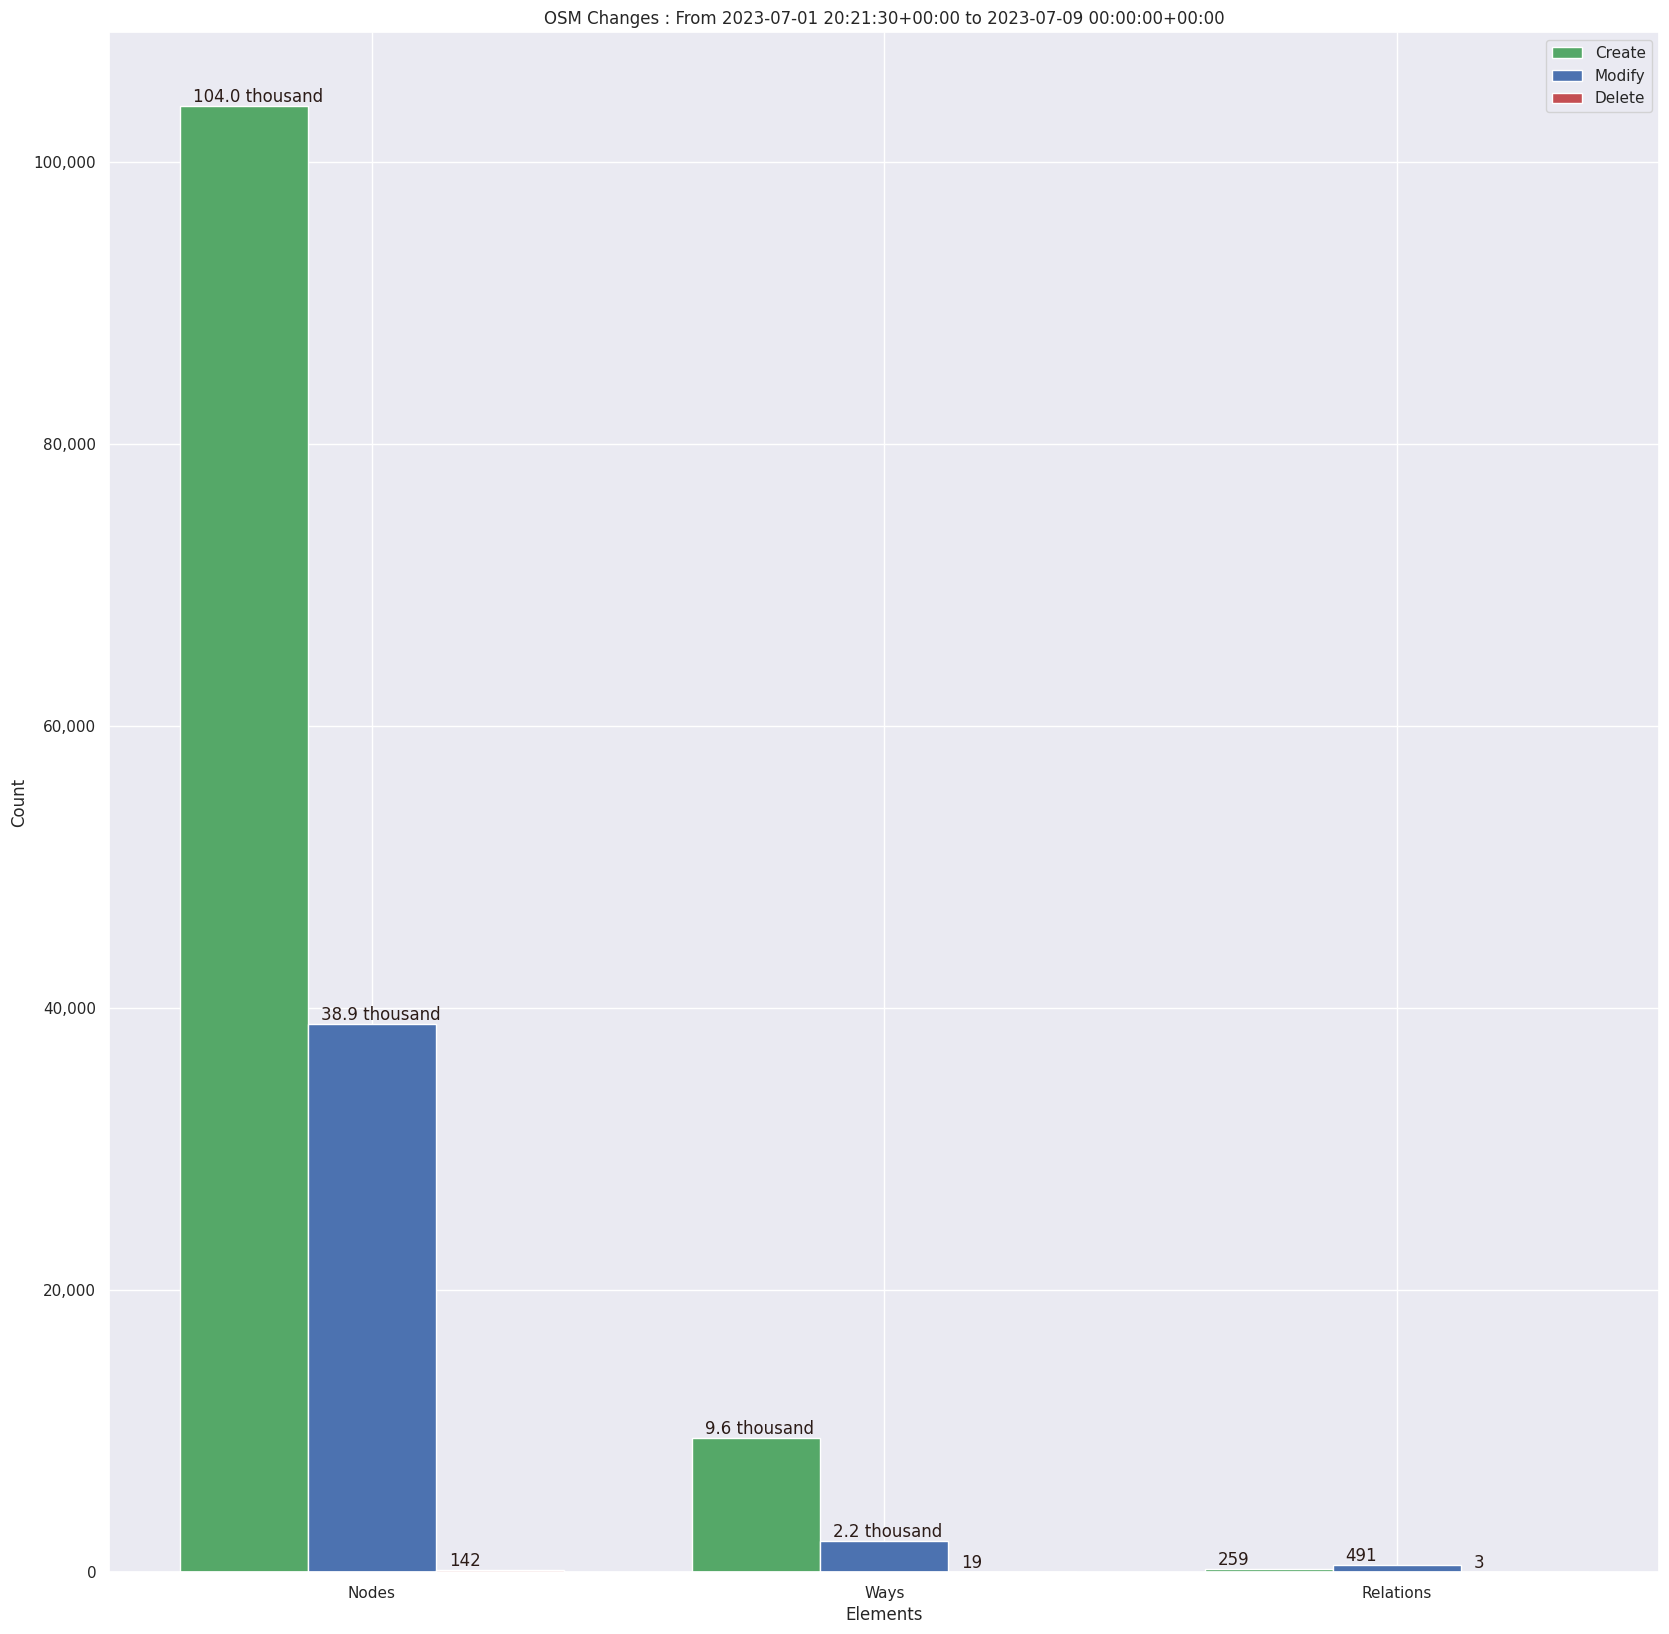 OSM Changes : From 2023-07-01 20:21:30+00:00 to 2023-07-09 00:00:00+00:00
Create
Modify
Delete
104.0 thousand
100,000
80,000
60,000
Count
40,000
38.9 thousand
20,000
9.6 thousand
2.2 thousand
142
19
259
491
3
0
Nodes
Ways
Relations
Elements